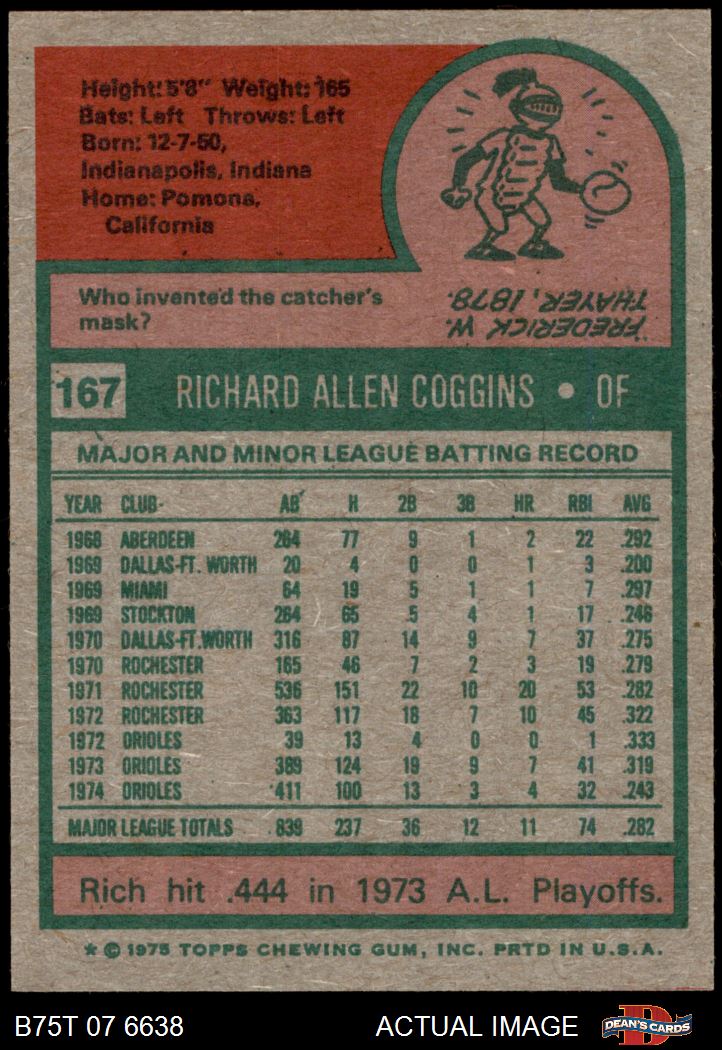 Height: 5'8" Weight: 165
Bats: Left Throws: Left
Born: 12-7-50,
Indianapolis, Indiana
Home: Pomona,
California
Who invented the catcher's
mask?
FREDERICK W.
THAYER, 1878.
167 RICHARD ALLEN COGGINS • OF
MAJOR AND MINOR LEAGUE BATTING RECORD
YEAR CLUB AB H 2B 3B HR RBI AVG
1968 ABERDEEN 264 77 9 1 2 22 .292
1969 DALLAS-FT. WORTH 20 4 0 0 1 3 .200
1969 MIAMI 64 19 5 1 1 7 .297
1969 STOCKTON 264 65 5 4 1 17 .246
1970 DALLAS-FT.WORTH 316 87 14 9 7 37 .275
1970 ROCHESTER 165 46 7 2 3 19 .279
1971 ROCHESTER 536 151 22 10 20 53 .282
1972 ROCHESTER 363 117 18 7 10 45 .322
1972 ORIOLES 39 13 4 0 0 1 .333
1973 ORIOLES 389 124 19 9 7 41 .319
1974 ORIOLES 411 100 13 3 4 32 .243
MAJOR LEAGUE TOTALS 839 237 36 12 11 74 .282
Rich hit .444 in 1973 A.L. Playoffs.
* © 1975 TOPPS CHEWING GUM, INC. PRTD IN U.S.A.
B75T 07 6638 ACTUAL IMAGE D DEAN'S CARDS